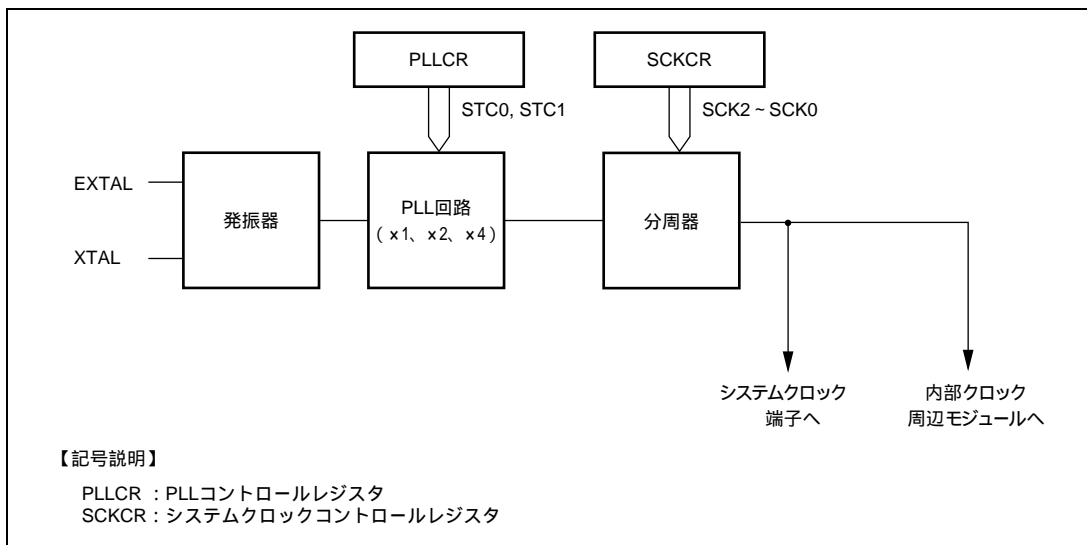 PLLCR
SCKCR
STC0, STC1
SCK2 ~ SCK0
EXTAL
XTAL
発振器
PLL回路
( ×1、×2、×4 )
分周器
システムクロック
端子へ
内部クロック
周辺モジュールへ
【記号説明】
PLLCR : PLLコントロールレジスタ
SCKCR : システムクロックコントロールレジスタ